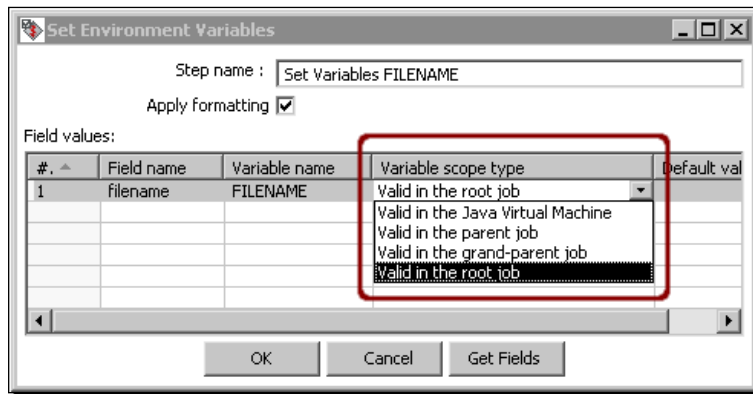 Set Environment Variables
Step name : Set Variables FILENAME
Apply formatting
Field values:
#. Field name Variable name Variable scope type Default val
1 filename FILENAME Valid in the root job
Valid in the Java Virtual Machine
Valid in the parent job
Valid in the grand-parent job
Valid in the root job
OK Cancel Get Fields